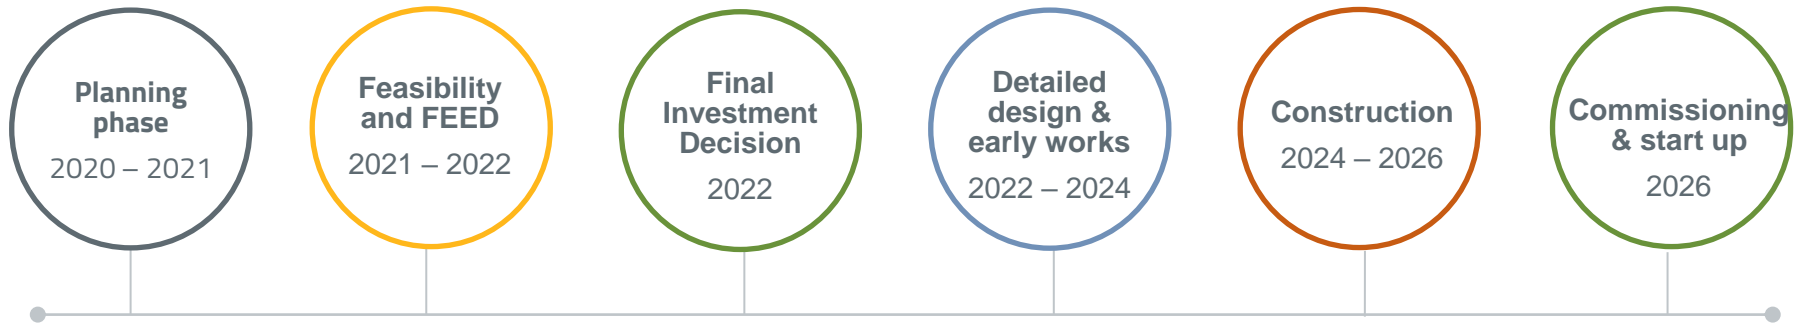 Planning
phase
2020 – 2021
Feasibility
and FEED
2021 – 2022
Final
Investment
Decision
2022
Detailed
design &
early works
2022 – 2024
Construction
2024 – 2026
Commissioning
& start up
2026